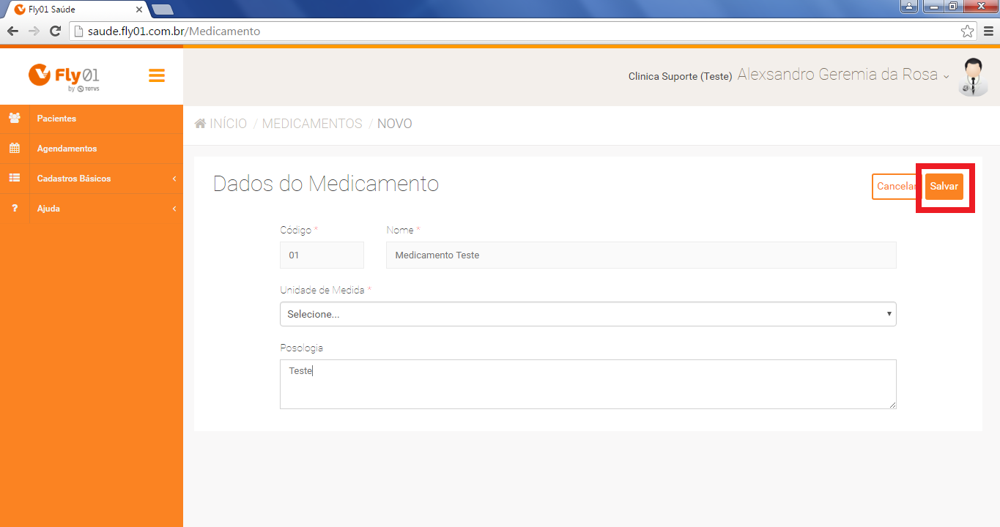 Fly01 Saúde
saude.fly01.com.br/Medicamento
Fly01
by TOTVS
Clinica Suporte (Teste) Alexsandro Geremia da Rosa
Pacientes
Agendamentos
Cadastros Básicos
Ajuda
INÍCIO / MEDICAMENTOS / NOVO
Dados do Medicamento
Cancelar
Salvar
Código * Nome *
01 Medicamento Teste
Unidade de Medida *
Selecione...
Posologia
Teste